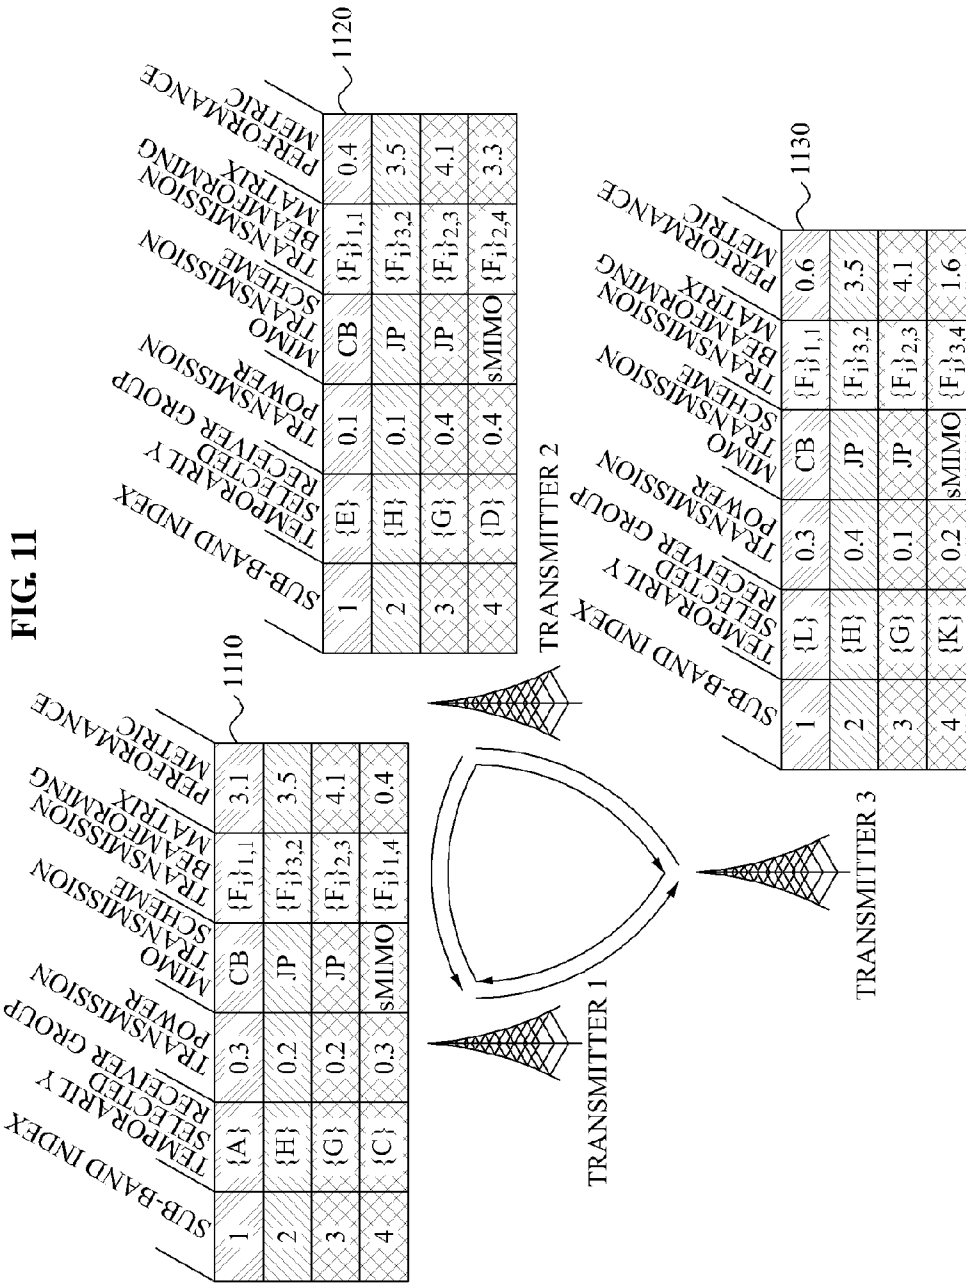 FIG. 11
SUB-BAND INDEX
TEMPORARILY
SELECTED
RECEIVER GROUP
TRANSMISSION
POWER
MIMO
TRANSMISSION
SCHEME
TRANSMISSION
BEAMFORMING
MATRIX
PERFORMANCE
METRIC
1110
1 {A} 0.3 CB {Fi}1,1 3.1
2 {H} 0.2 JP {Fi}3,2 3.5
3 {G} 0.2 JP {Fi}2,3 4.1
4 {C} 0.3 sMIMO {Fi}1,4 0.4
SUB-BAND INDEX
TEMPORARILY
SELECTED
RECEIVER GROUP
TRANSMISSION
POWER
MIMO
TRANSMISSION
SCHEME
TRANSMISSION
BEAMFORMING
MATRIX
PERFORMANCE
METRIC
1120
1 {E} 0.1 CB {Fi}1,1 0.4
2 {H} 0.1 JP {Fi}3,2 3.5
3 {G} 0.4 JP {Fi}2,3 4.1
4 {D} 0.4 sMIMO {Fi}2,4 3.3
TRANSMITTER 1
TRANSMITTER 2
TRANSMITTER 3
SUB-BAND INDEX
TEMPORARILY
SELECTED
RECEIVER GROUP
TRANSMISSION
POWER
MIMO
TRANSMISSION
SCHEME
TRANSMISSION
BEAMFORMING
MATRIX
PERFORMANCE
METRIC
1130
1 {L} 0.3 CB {Fi}1,1 0.6
2 {H} 0.4 JP {Fi}3,2 3.5
3 {G} 0.1 JP {Fi}2,3 4.1
4 {K} 0.2 sMIMO {Fi}3,4 1.6